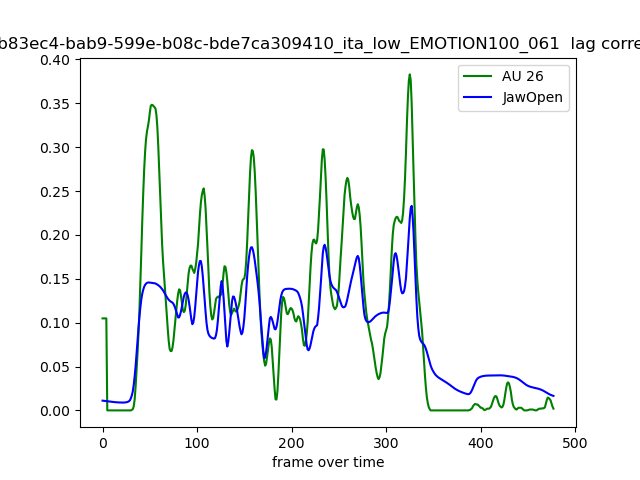 b83ec4-bab9-599e-b08c-bde7ca309410_ita_low_EMOTION100_061 lag corre
0.40
0.35
0.30
0.25
0.20
0.15
0.10
0.05
0.00
AU 26
JawOpen
0 100 200 300 400 500
frame over time